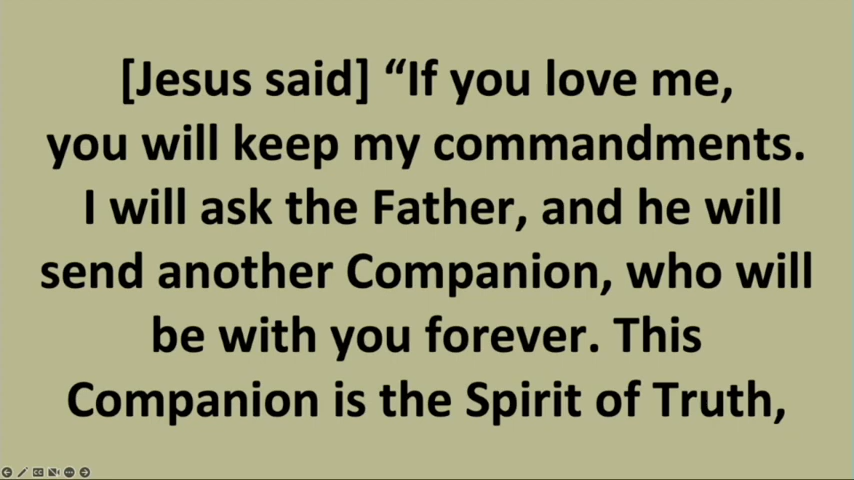 [Jesus said] “If you love me,
you will keep my commandments.
I will ask the Father, and he will
send another Companion, who will
be with you forever. This
Companion is the Spirit of Truth,